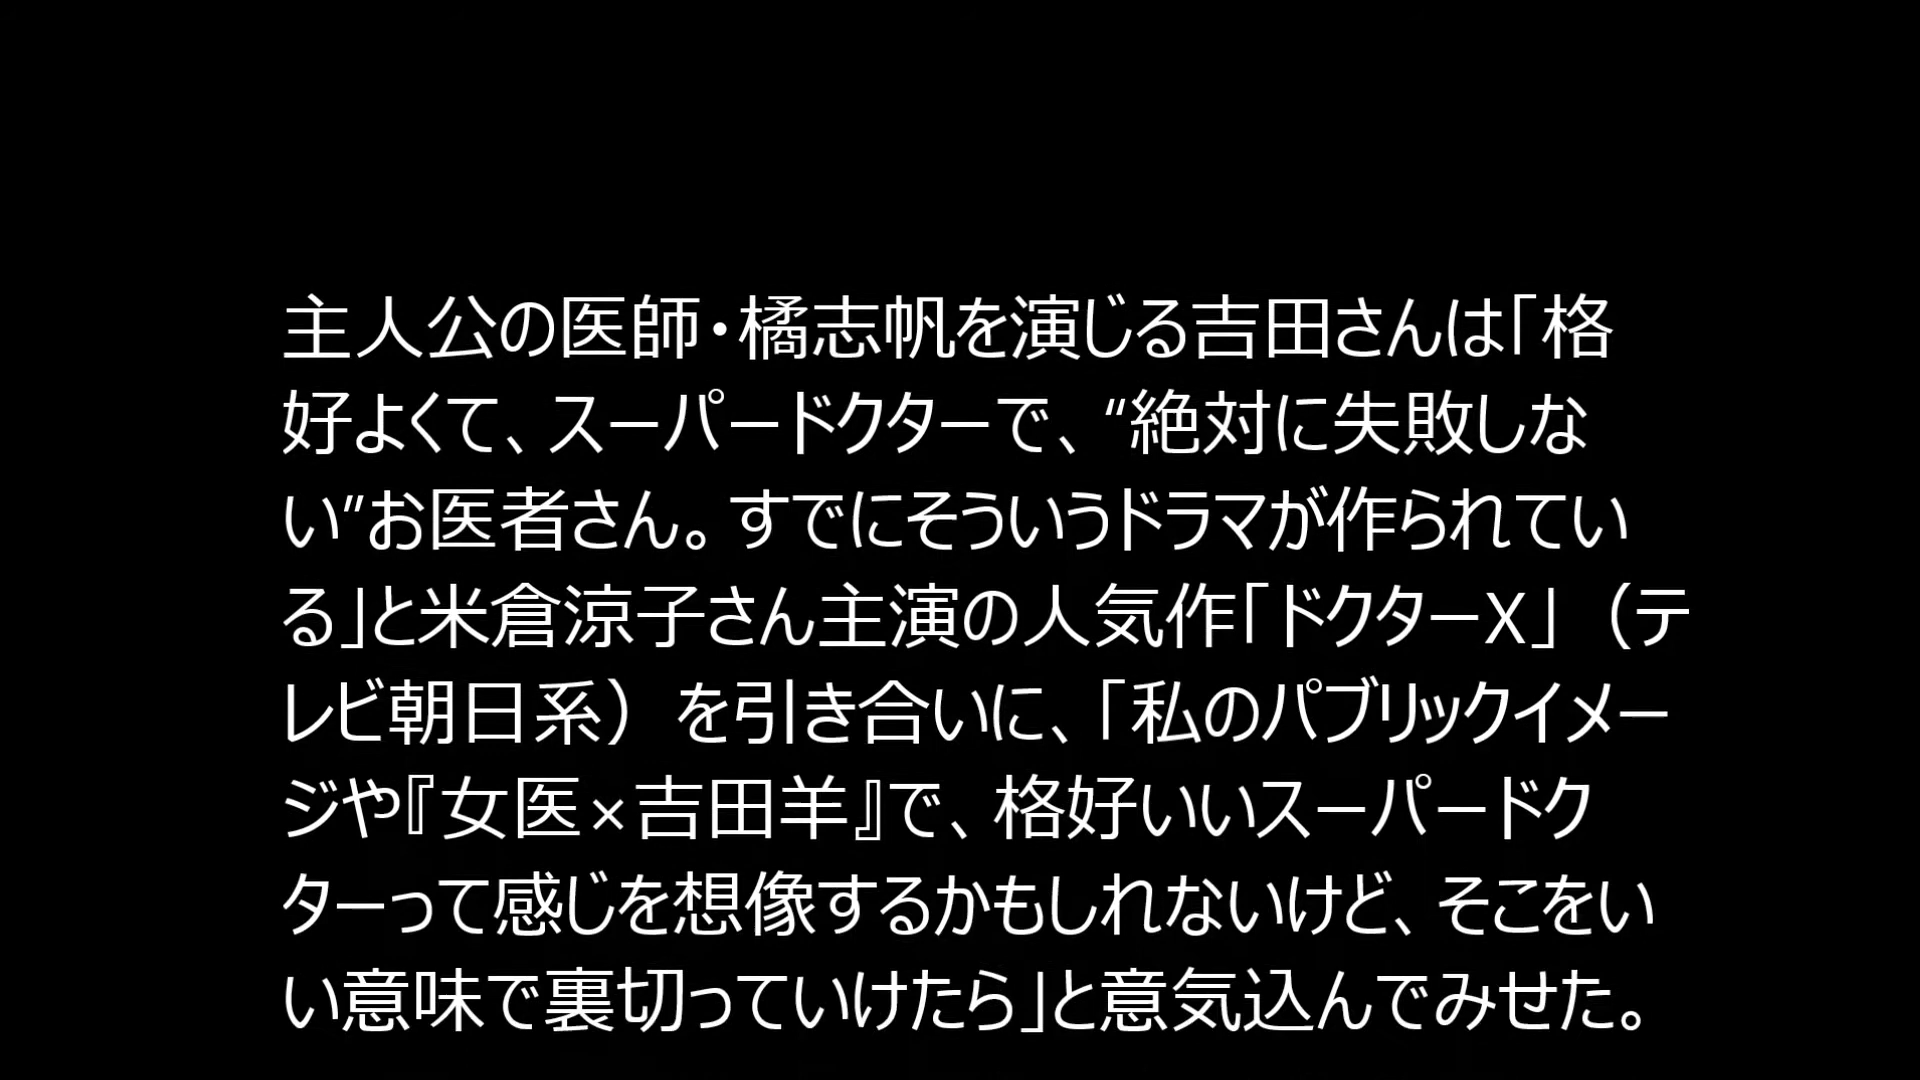 主人公の医師・橘志帆を演じる吉田さんは「格
好よくて、スーパードクターで、“絶対に失敗しな
い”お医者さん。すでにそういうドラマが作られてい
る」と米倉涼子さん主演の人気作「ドクターX」（テ
レビ朝日系）を引き合いに、「私のパブリックイメー
ジや『女医×吉田羊』で、格好いいスーパードク
ターって感じを想像するかもしれないけど、そこをい
い意味で裏切っていけたら」と意気込んでみせた。